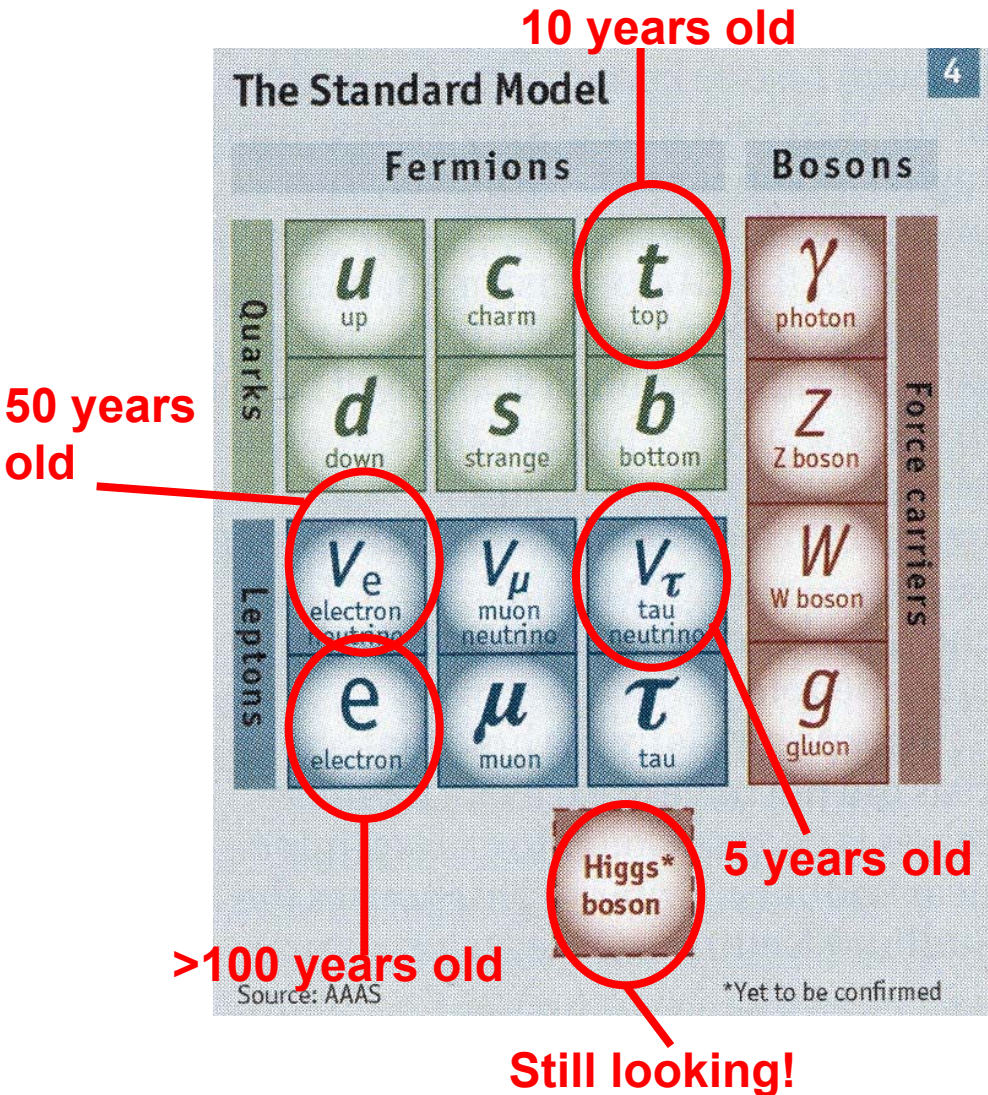 10 years old
4
The Standard Model
Fermions
Bosons
Quarks
u
up
c
charm
t
top
γ
photon
d
down
s
strange
b
bottom
Z
Z boson
Force carriers
50 years
old
Leptons
νe
electron
neutrino
νμ
muon
neutrino
ντ
tau
neutrino
W
W boson
e
electron
μ
muon
τ
tau
g
gluon
Higgs*
boson
5 years old
>100 years old
Source: AAAS
*Yet to be confirmed
Still looking!